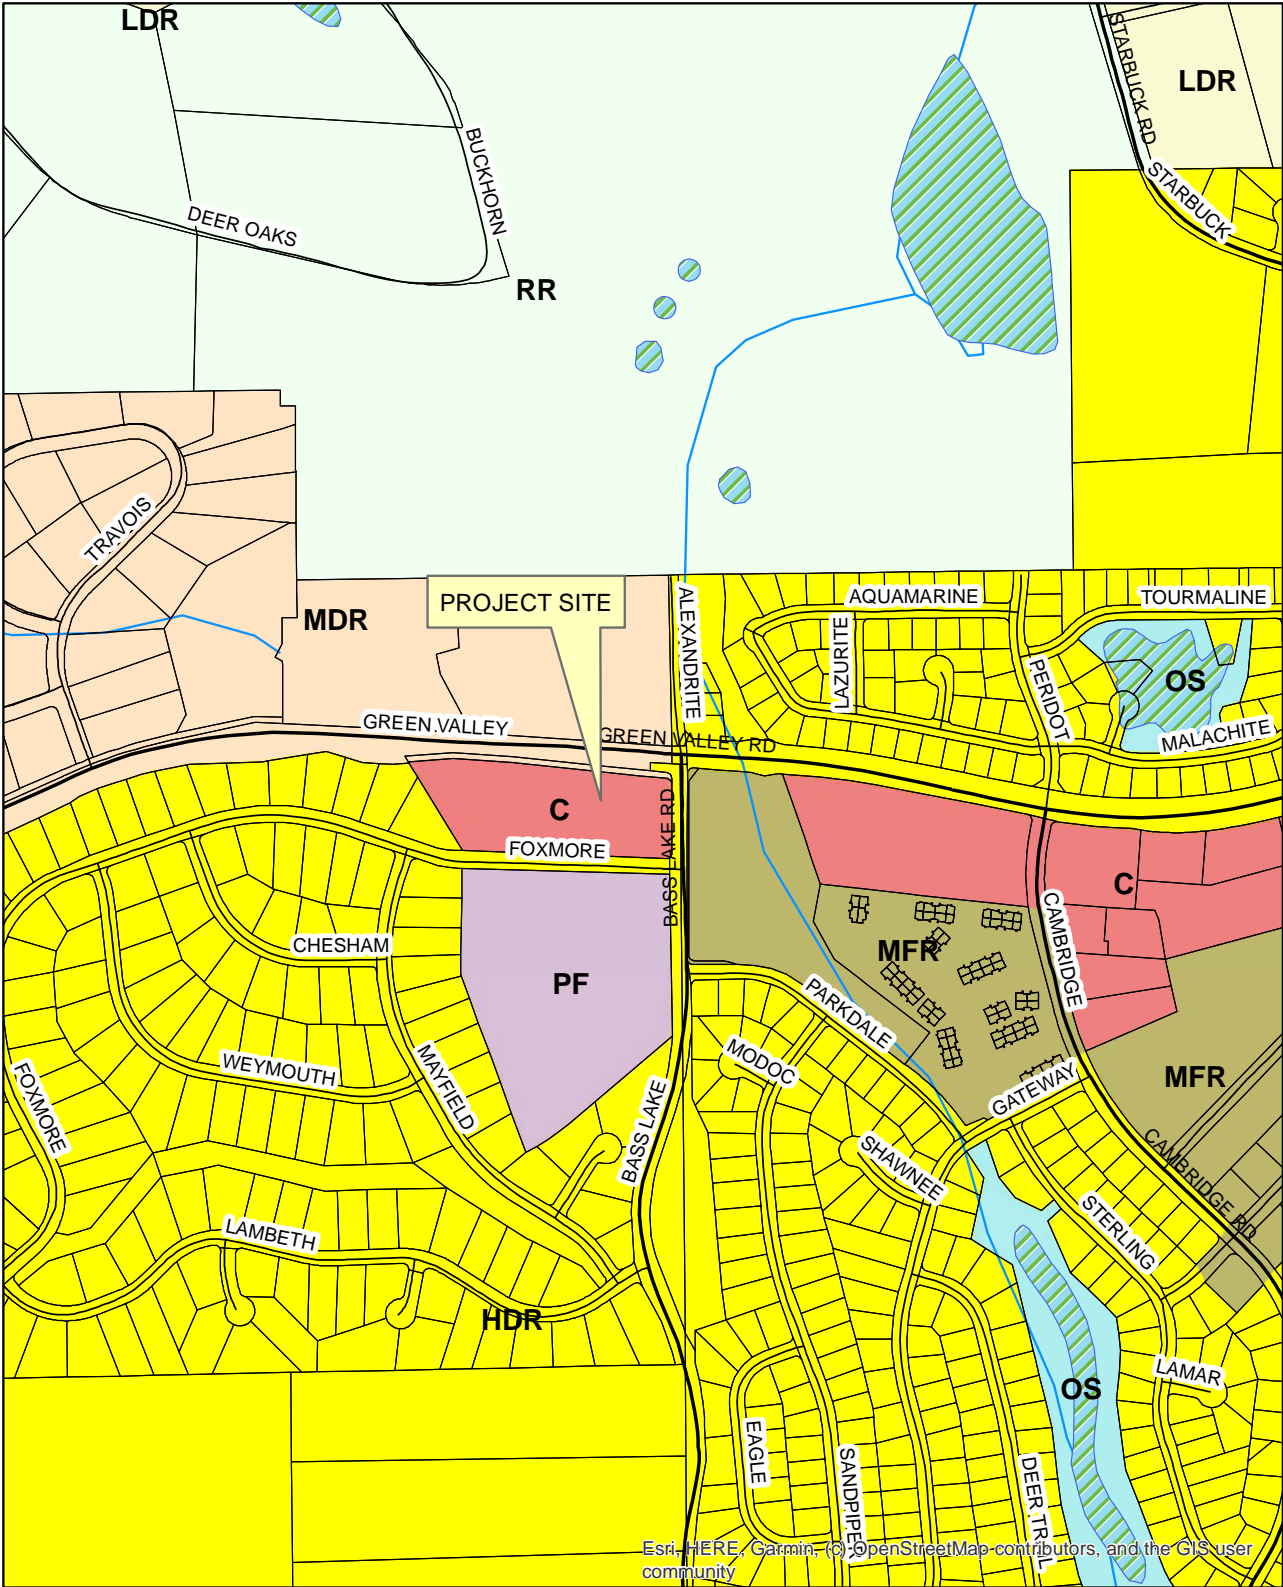 LDR
STARBUCK RD
LDR
BUCKHORN
STARBUCK
DEER OAKS
RR
TRAVOIS
PROJECT SITE
MDR
ALEXANDRITE
AQUAMARINE
TOURMALINE
LAZURITE
PERIDOT
OS
MALACHITE
GREEN VALLEY
GREEN VALLEY RD
C
BASS LAKE RD
FOXMORE
C
CAMBRIDGE
CHESHAM
MFR
PF
PARKDALE
WEYMOUTH
MAYFIELD
MODOC
MFR
GATEWAY
FOXMORE
BASS LAKE
SHAWNEE
CAMBRIDGE RD
STERLING
LAMBETH
HDR
LAMAR
OS
EAGLE
SANDPIPER
DEER TRAIL
Esri, HERE, Garmin, (c) OpenStreetMap contributors, and the GIS user
community